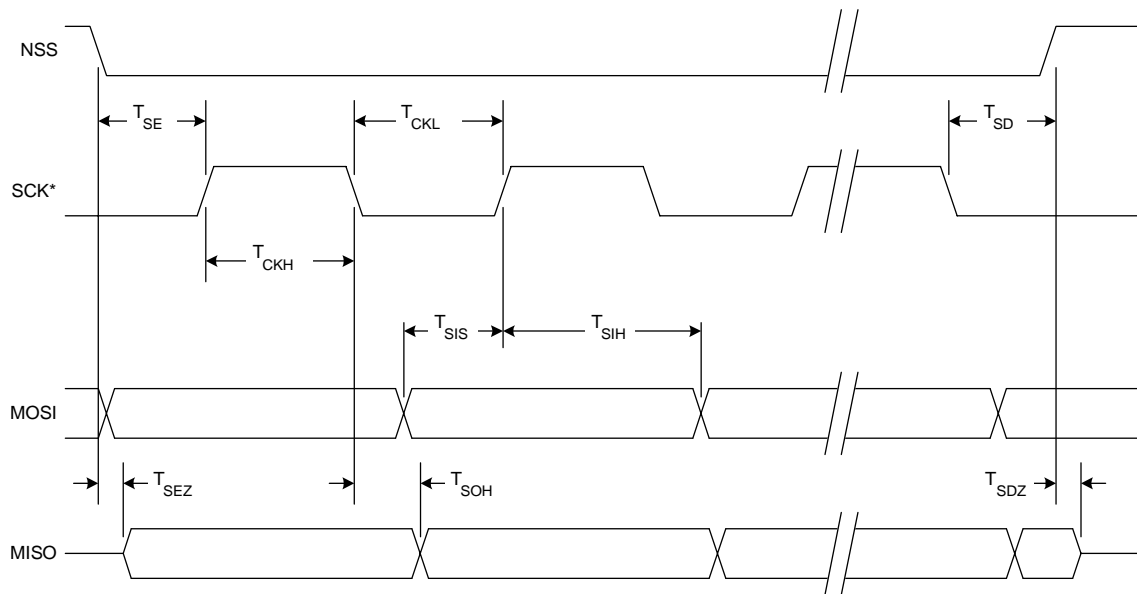 NSS
T_SE
T_CKL
T_SD
SCK*
T_CKH
T_SIS
T_SIH
MOSI
T_SEZ
T_SOH
T_SDZ
MISO